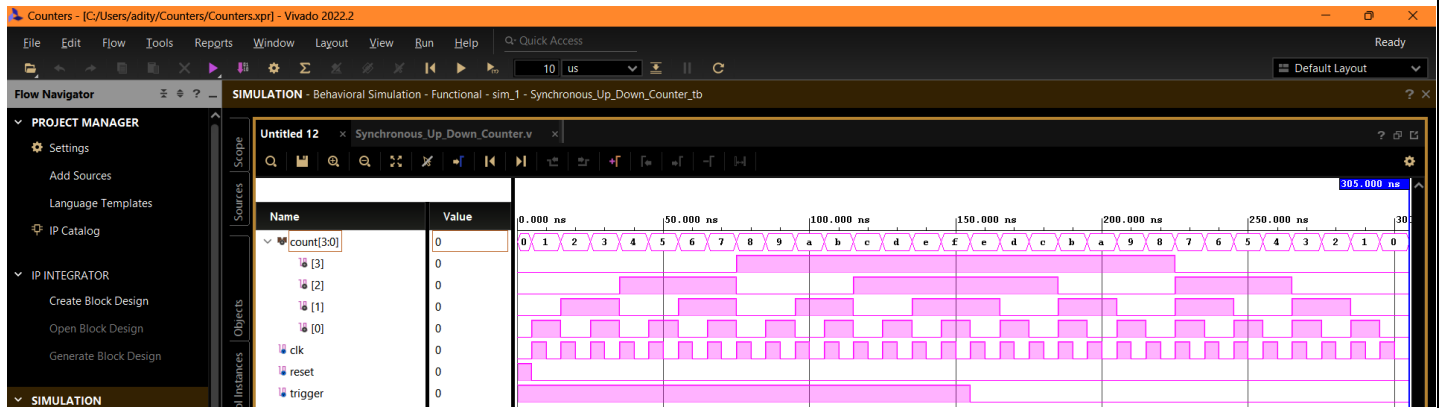 Counters - [C:/Users/adity/Counters/Counters.xpr] - Vivado 2022.2
File Edit Flow Tools Reports Window Layout View Run Help Quick Access Ready
10 us Default Layout
Flow Navigator SIMULATION - Behavioral Simulation - Functional - sim_1 - Synchronous_Up_Down_Counter_tb
PROJECT MANAGER
Settings
Add Sources
Language Templates
IP Catalog
IP INTEGRATOR
Create Block Design
Open Block Design
Generate Block Design
SIMULATION
Scope
Sources
Objects
Untitled 12 Synchronous_Up_Down_Counter.v
305.000 ns
Name Value 0.000 ns 50.000 ns 100.000 ns 150.000 ns 200.000 ns 250.000 ns
count[3:0] 0 0 1 2 3 4 5 6 7 8 9 a b c d e f e d c b a 9 8 7 6 5 4 3 2 1 0
[3] 0
[2] 0
[1] 0
[0] 0
clk 0
reset 0
trigger 0